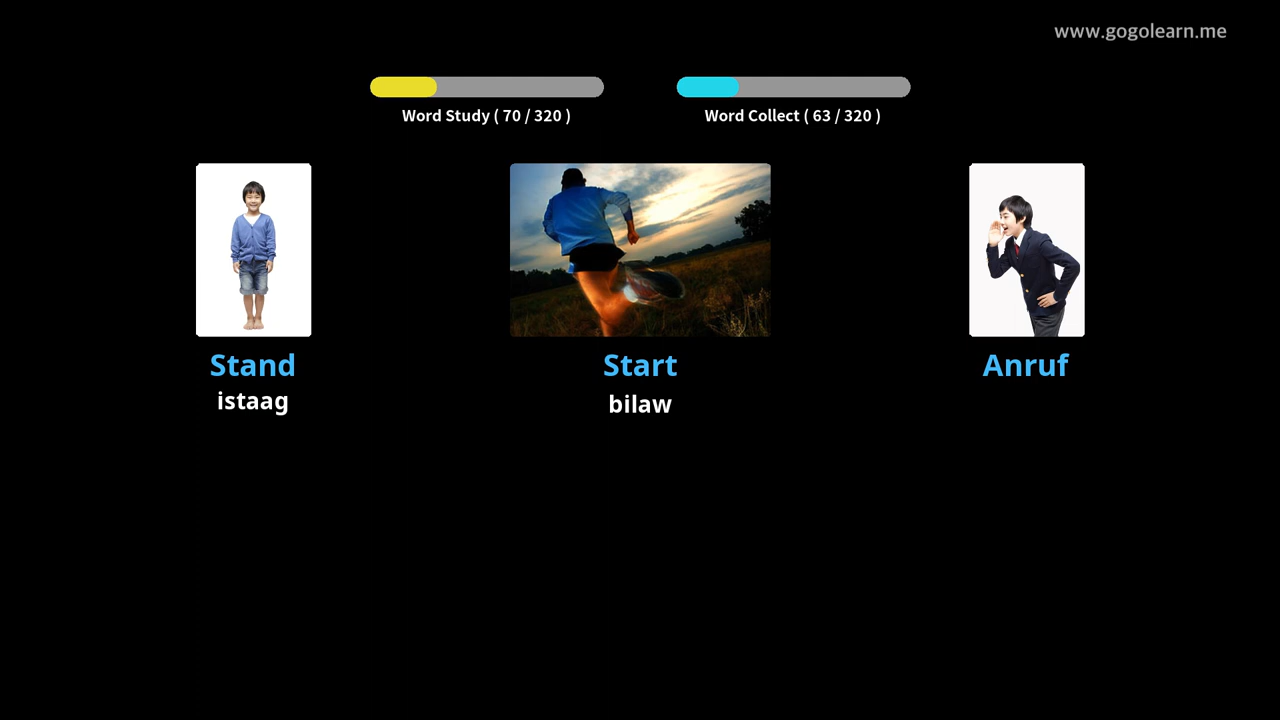 www.gogolearn.me
Word Study ( 70 / 320 )
Word Collect ( 63 / 320 )
Stand
istaag
Start
bilaw
Anruf